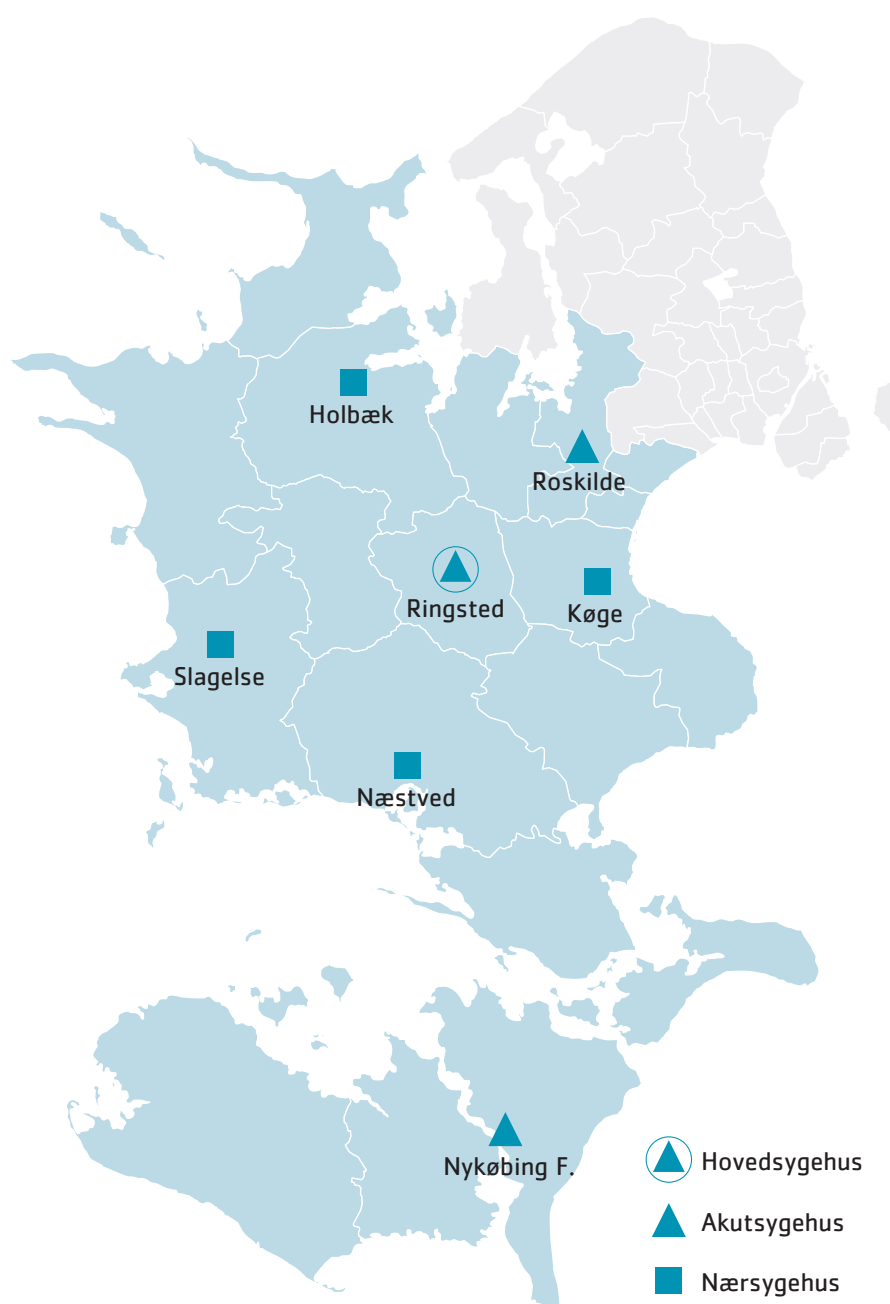 Holbæk
Roskilde
Ringsted
Køge
Slagelse
Næstved
Nykøbing F.
Hovedsygehus
Akutsygehus
Nærsygehus